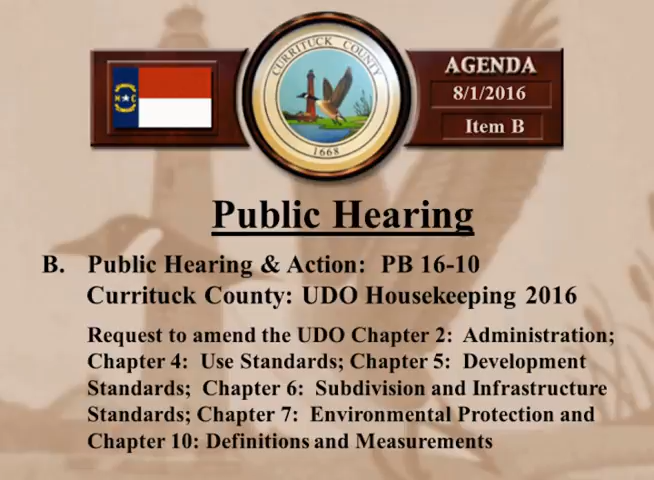 CURRITUCK COUNTY
1668
N C
AGENDA
8/1/2016
Item B
Public Hearing
B. Public Hearing & Action: PB 16-10
Currituck County: UDO Housekeeping 2016
Request to amend the UDO Chapter 2: Administration;
Chapter 4: Use Standards; Chapter 5: Development
Standards; Chapter 6: Subdivision and Infrastructure
Standards; Chapter 7: Environmental Protection and
Chapter 10: Definitions and Measurements